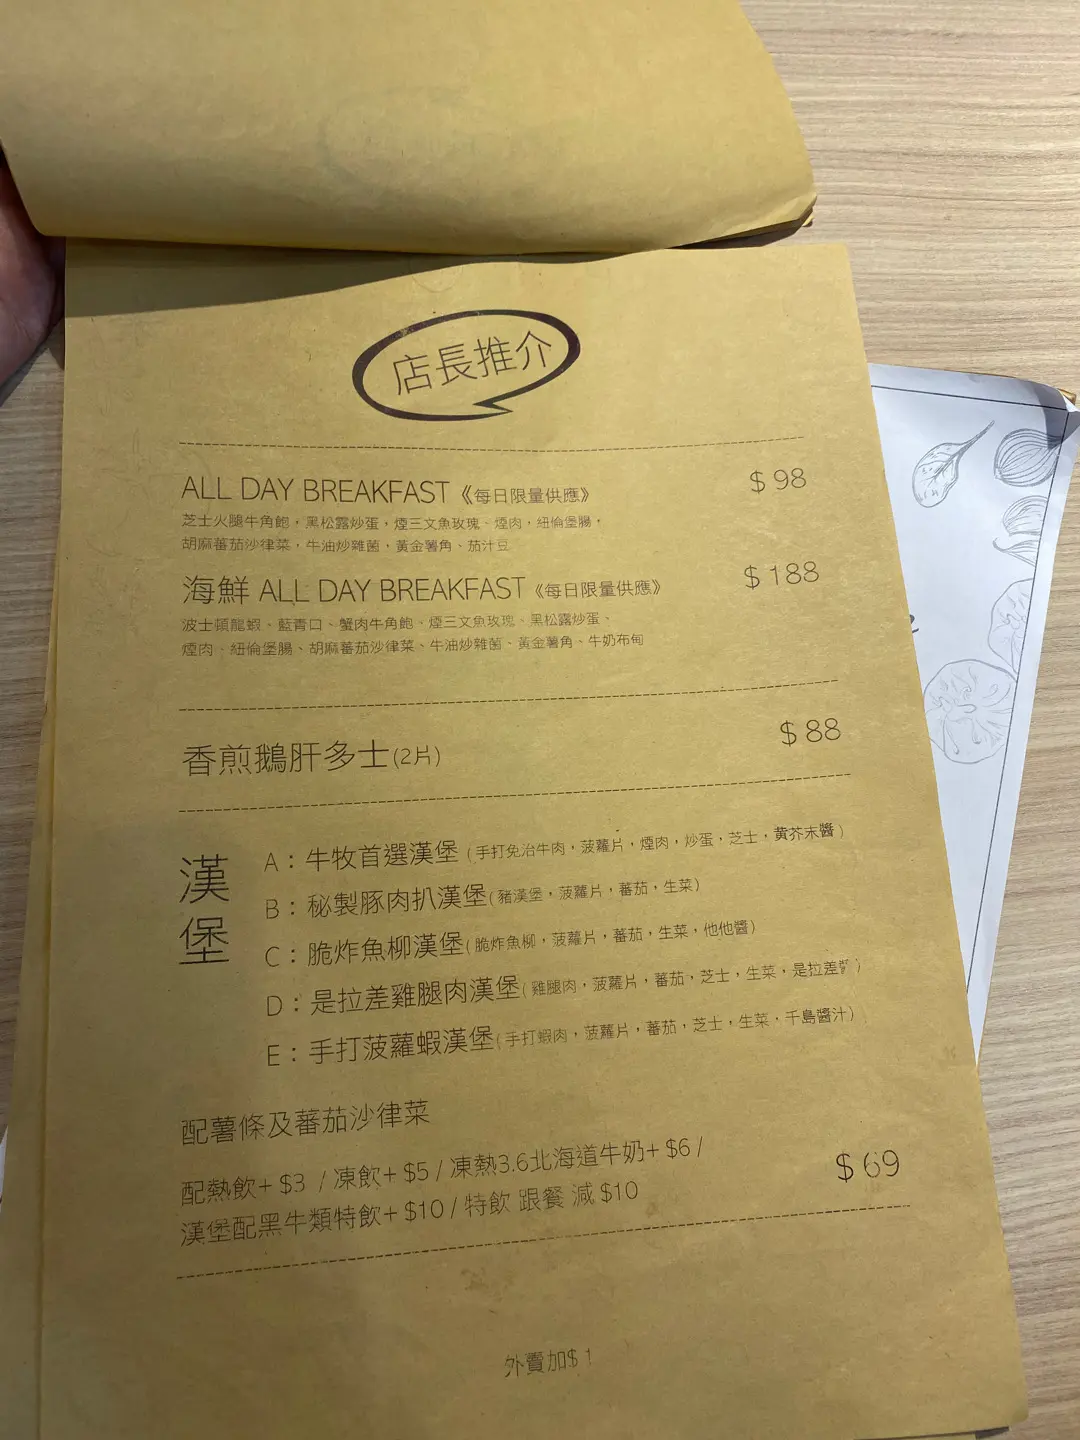 店長推介
ALL DAY BREAKFAST《每日限量供應》 $98
芝士火腿牛角飽，黑松露炒蛋，煙三文魚玫瑰、煙肉，紐倫堡腸，
胡麻蕃茄沙律菜，牛油炒雜菌，黃金薯角、茄汁豆
海鮮 ALL DAY BREAKFAST《每日限量供應》 $188
波士頓龍蝦、藍青口、蟹肉牛角飽、煙三文魚玫瑰、黑松露炒蛋、
煙肉、紐倫堡腸、胡麻蕃茄沙律菜、牛油炒雜菌、黃金薯角、牛奶布甸
香煎鵝肝多士(2片) $88
漢堡
A：牛牧首選漢堡（手打免治牛肉，菠蘿片，煙肉，炒蛋，芝士，黄芥末醬）
B：秘製豚肉扒漢堡(豬漢堡，菠蘿片，蕃茄，生菜)
C：脆炸魚柳漢堡(脆炸魚柳，菠蘿片，蕃茄，生菜，他他醬)
D：是拉差雞腿肉漢堡(雞腿肉，菠蘿片，蕃茄，芝士，生菜，是拉差醬)
E：手打菠蘿蝦漢堡(手打蝦肉，菠蘿片，蕃茄，芝士，生菜，千島醬汁)
配薯條及蕃茄沙律菜
配熱飲+ $3 / 凍飲+ $5 / 凍熱3.6北海道牛奶+ $6 /
漢堡配黑牛類特飲+ $10 / 特飲 跟餐 減 $10 $69
外賣加$1